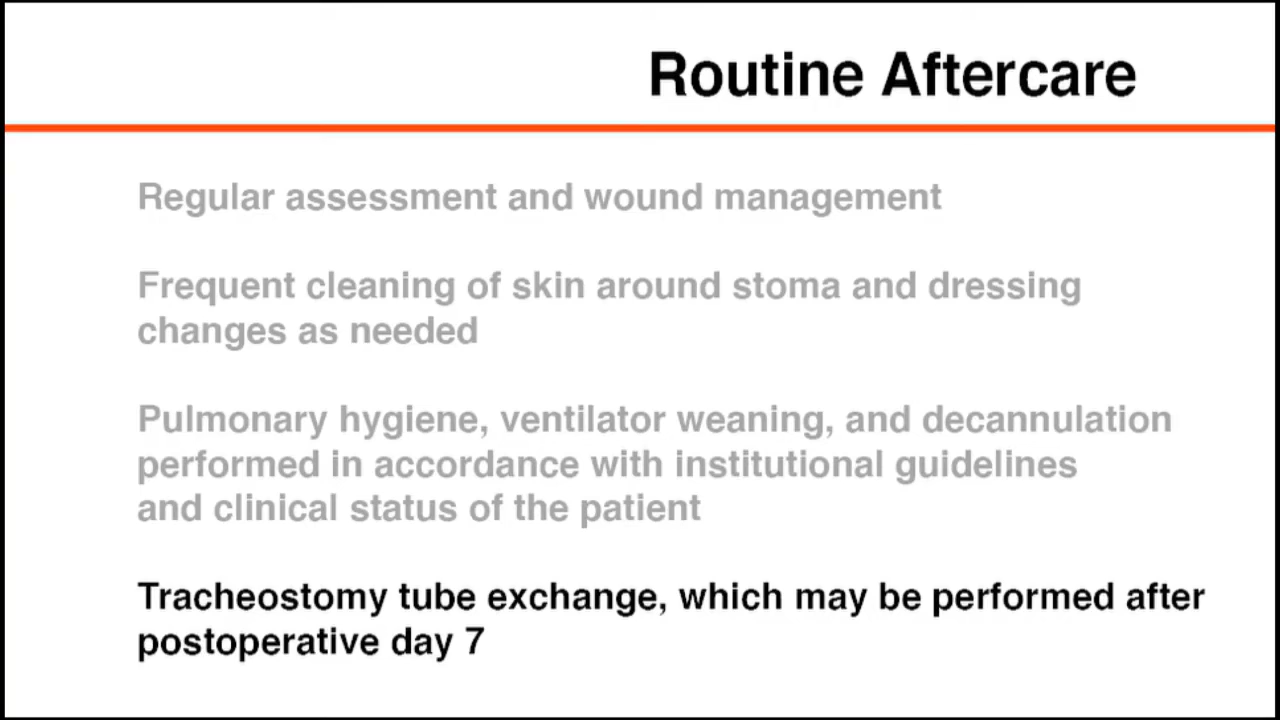 Routine Aftercare
Regular assessment and wound management
Frequent cleaning of skin around stoma and dressing
changes as needed
Pulmonary hygiene, ventilator weaning, and decannulation
performed in accordance with institutional guidelines
and clinical status of the patient
Tracheostomy tube exchange, which may be performed after
postoperative day 7